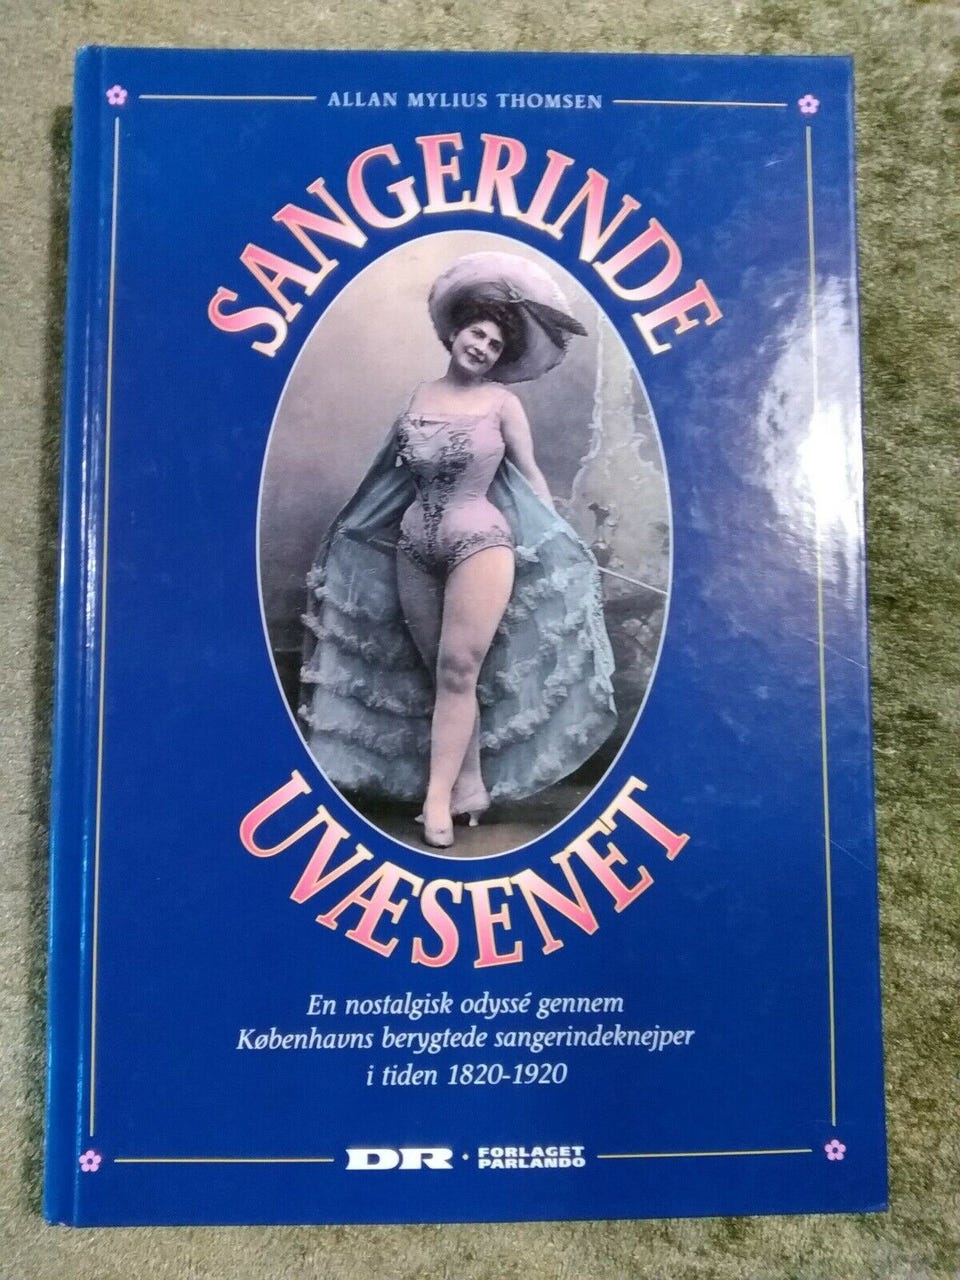 ALLAN MYLIUS THOMSEN
SANGERINDE
UVÆSENET
En nostalgisk odyssé gennem
Københavns berygtede sangerindeknejper
i tiden 1820-1920
DR · FORLAGET
PARLANDO